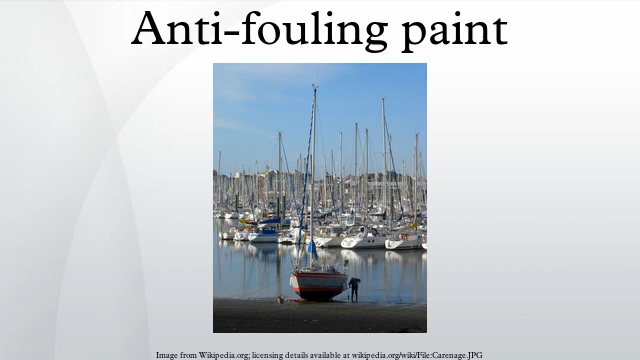 Anti-fouling paint
Image from Wikipedia.org; licensing details available at wikipedia.org/wiki/File:Carenage.JPG